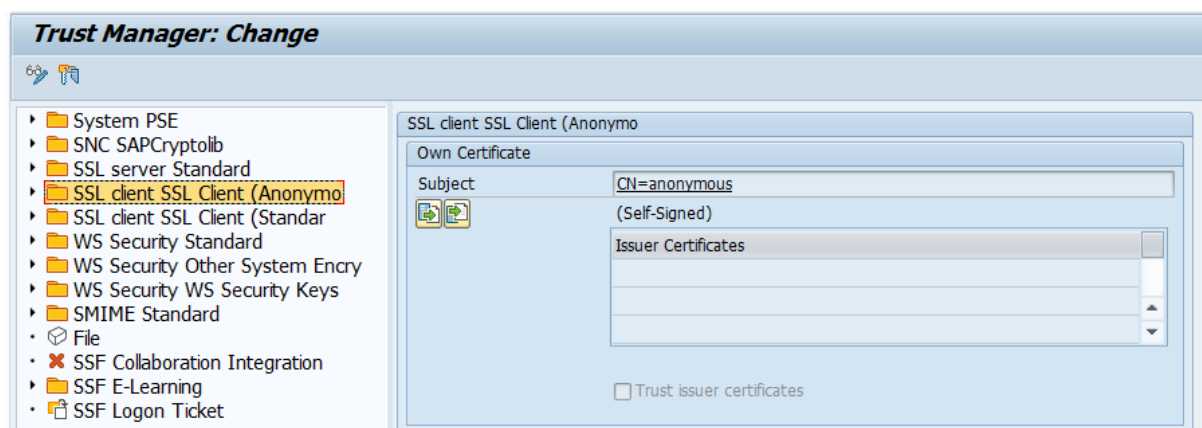 Trust Manager: Change
System PSE
SNC SAPCryptolib
SSL server Standard
SSL client SSL Client (Anonymo
SSL client SSL Client (Standar
WS Security Standard
WS Security Other System Encry
WS Security WS Security Keys
SMIME Standard
File
SSF Collaboration Integration
SSF E-Learning
SSF Logon Ticket
SSL client SSL Client (Anonymo
Own Certificate
Subject CN=anonymous
(Self-Signed)
Issuer Certificates
Trust issuer certificates